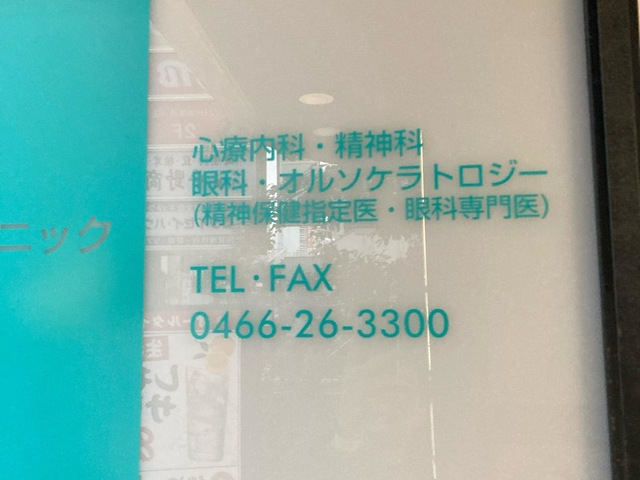 心療内科・精神科
眼科・オルソケラトロジー
(精神保健指定医・眼科専門医)
ニック
TEL・FAX
0466-26-3300